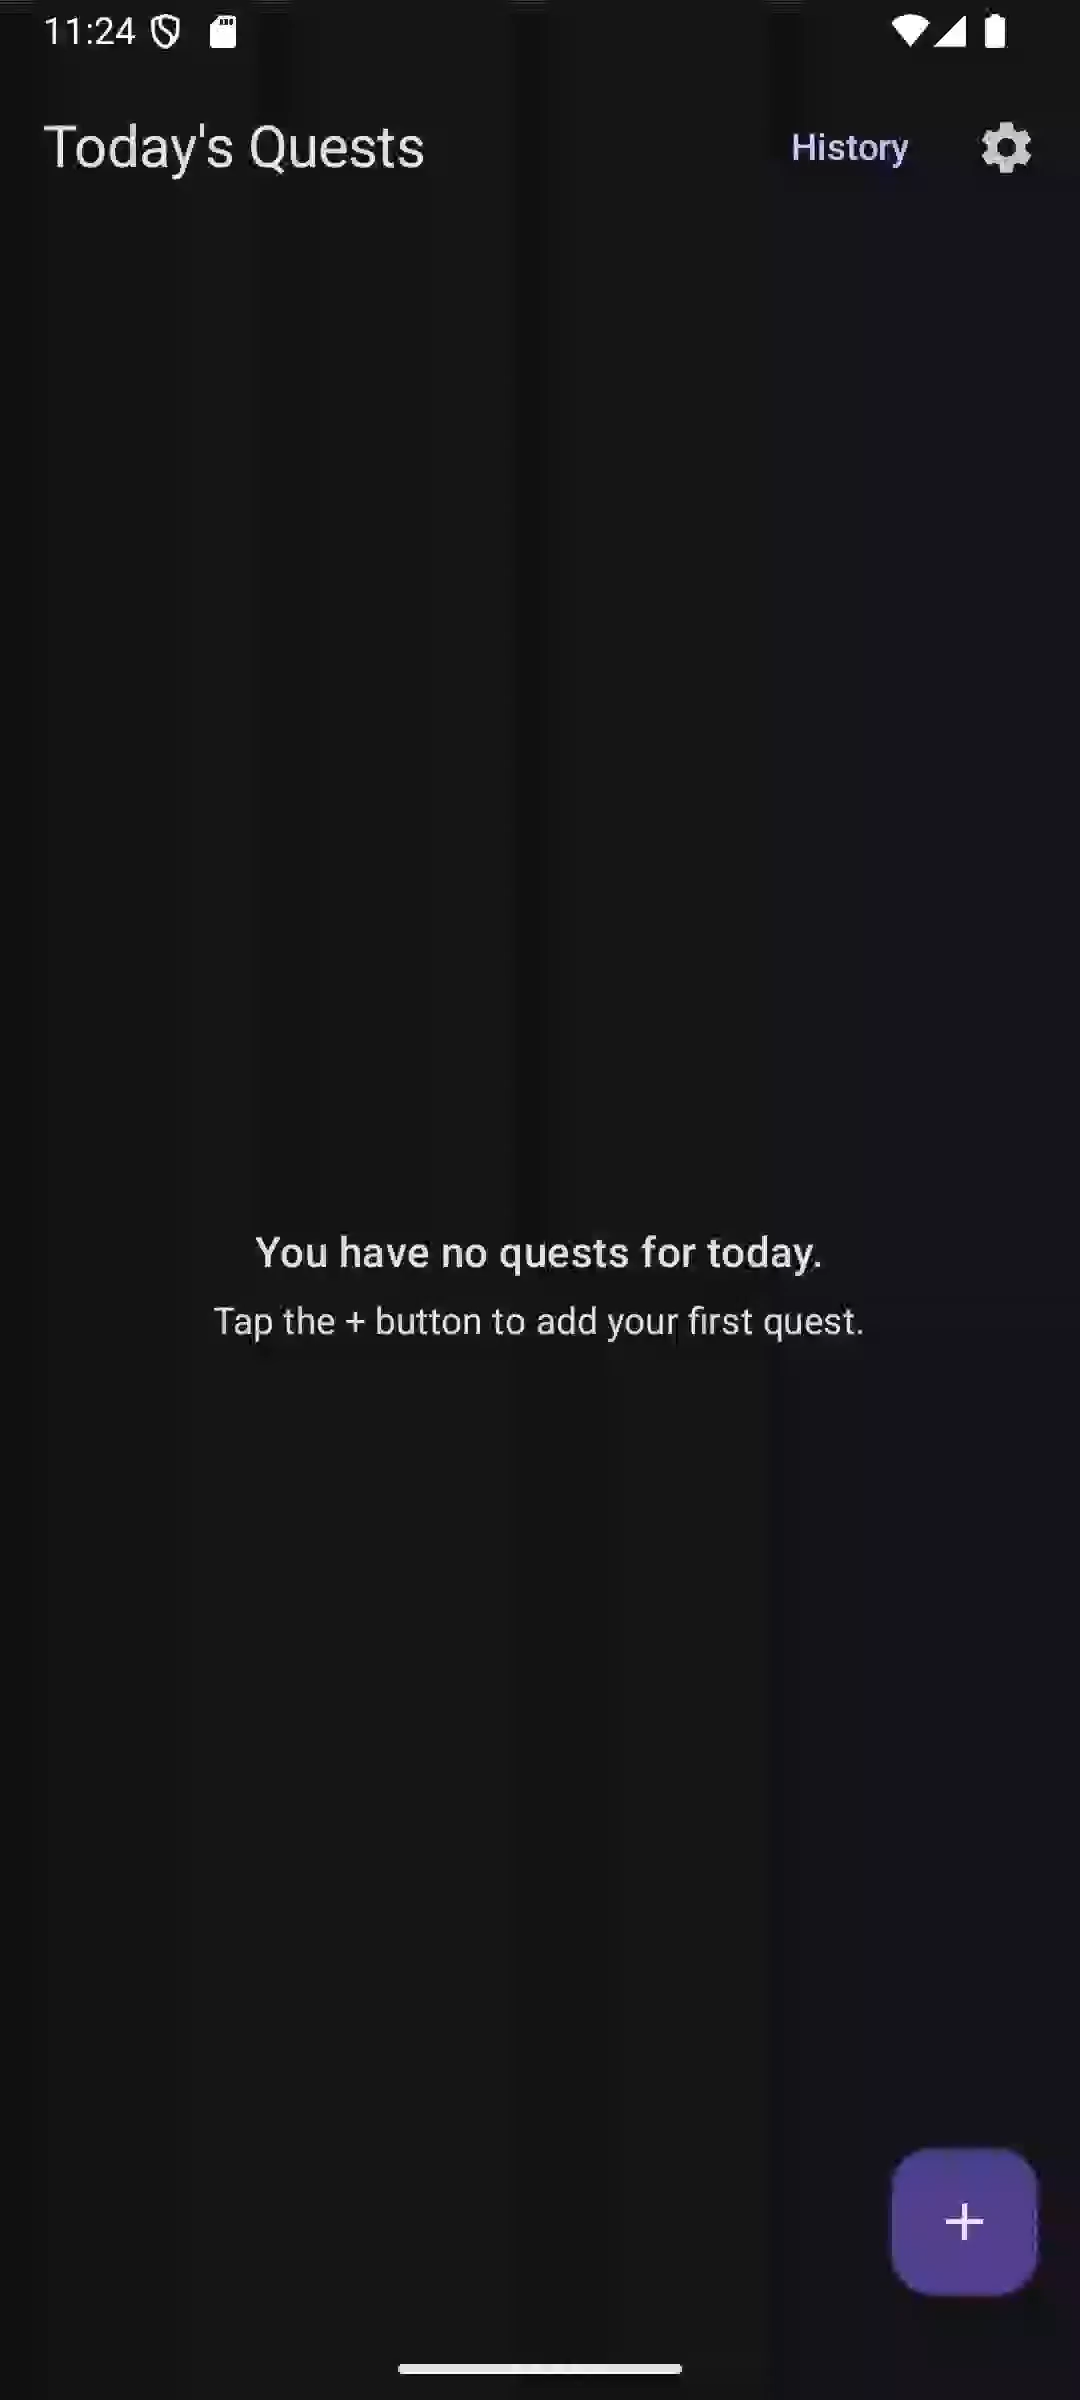 11:24
Today's Quests
History
You have no quests for today.
Tap the + button to add your first quest.
+